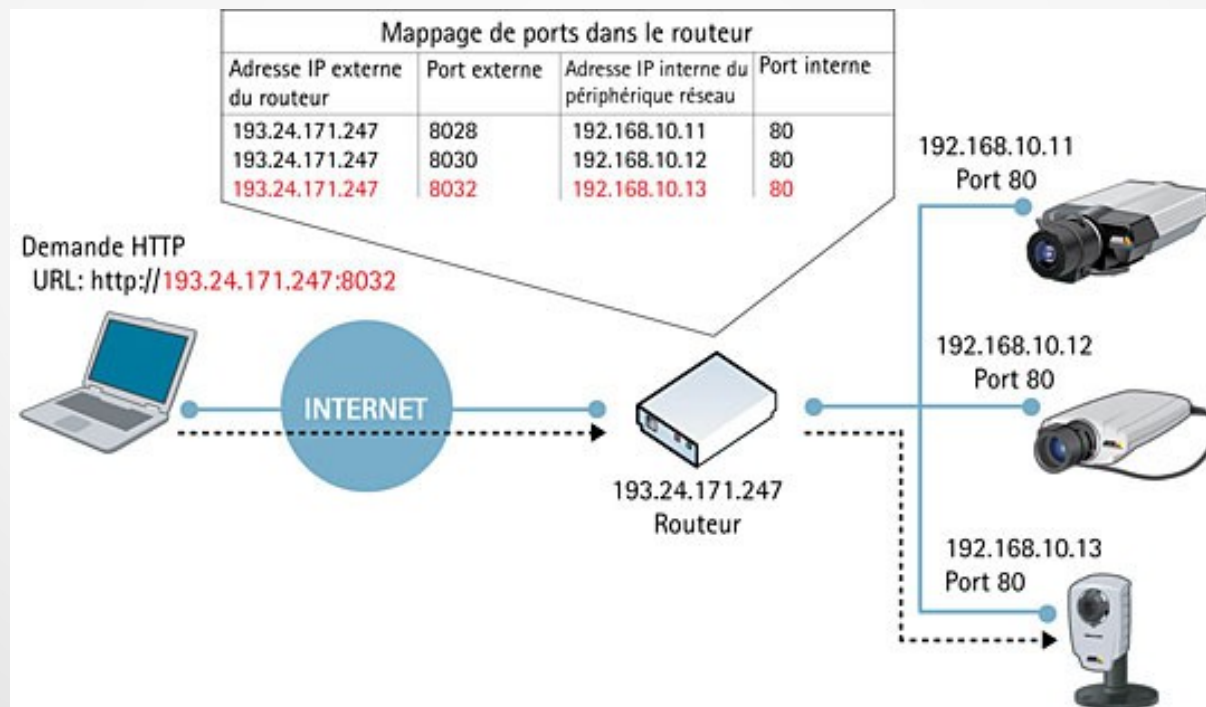 Mappage de ports dans le routeur
Adresse IP externe du routeur
Port externe
Adresse IP interne du périphérique réseau
Port interne
193.24.171.247 8028 192.168.10.11 80
193.24.171.247 8030 192.168.10.12 80
193.24.171.247 8032 192.168.10.13 80
Demande HTTP
URL: http://193.24.171.247:8032
INTERNET
193.24.171.247
Routeur
192.168.10.11
Port 80
192.168.10.12
Port 80
192.168.10.13
Port 80